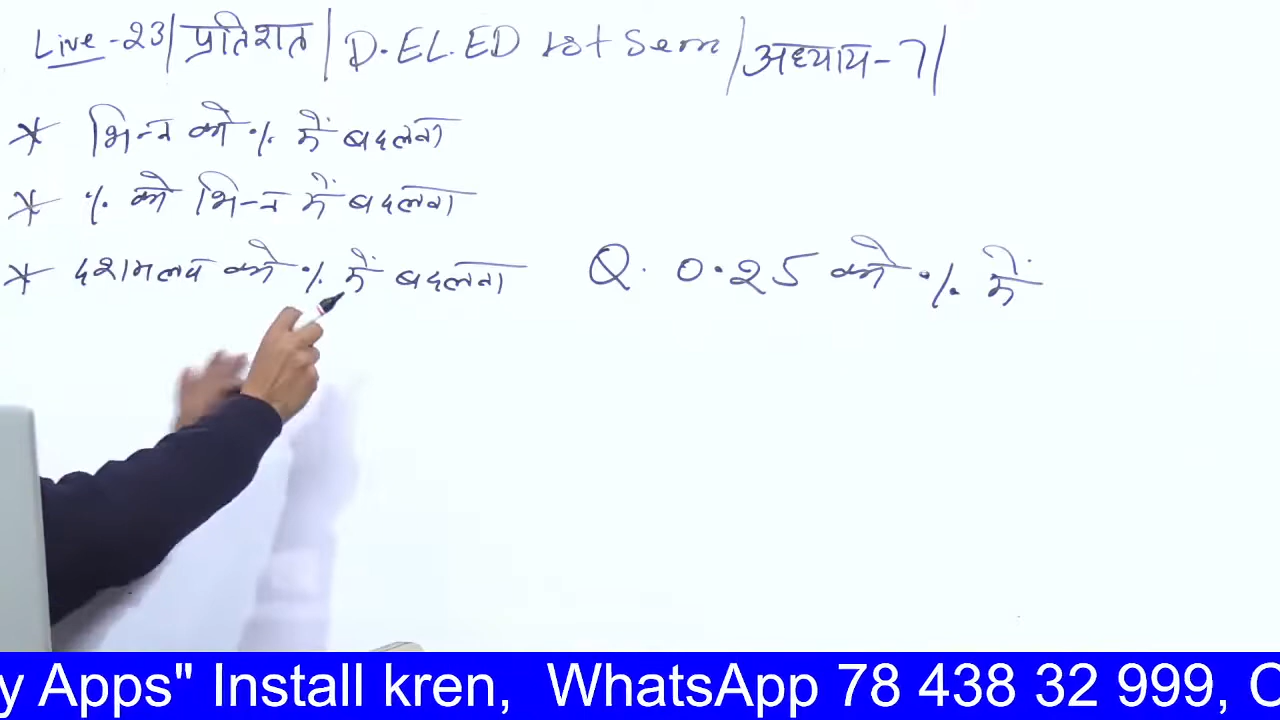 Live-23|प्रतिशत|D.EL.ED 1st Sem|अध्याय-7|
* भिन्न को % में बदलना
* % को भिन्न में बदलना
* दशमलव को % में बदलना Q. 0.25 को % में
y Apps" Install kren, WhatsApp 78 438 32 999, C